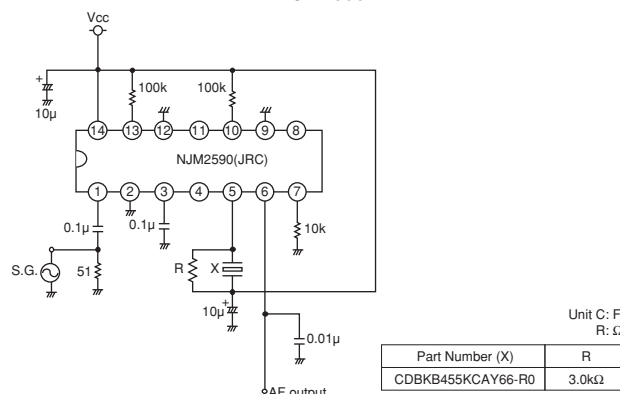 Vcc
100k
100k
+
10µ
14 13 12 11 10 9 8
NJM2590(JRC)
1 2 3 4 5 6 7
0.1µ
0.1µ
10k
S.G.
51
R
X
+
10µ
0.01µ
Unit C: F
R: Ω
Part Number (X) R
CDBKB455KCAY66-R0 3.0kΩ
AF output